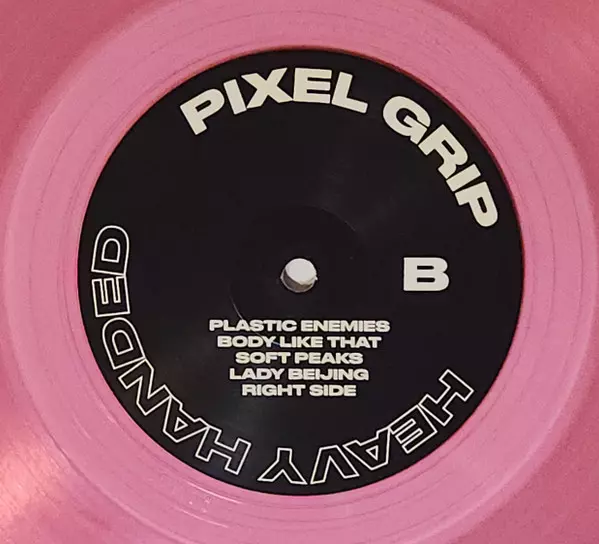 PIXEL GRIP
B
PLASTIC ENEMIES
BODY LIKE THAT
SOFT PEAKS
LADY BEIJING
RIGHT SIDE
HEAVY HANDED